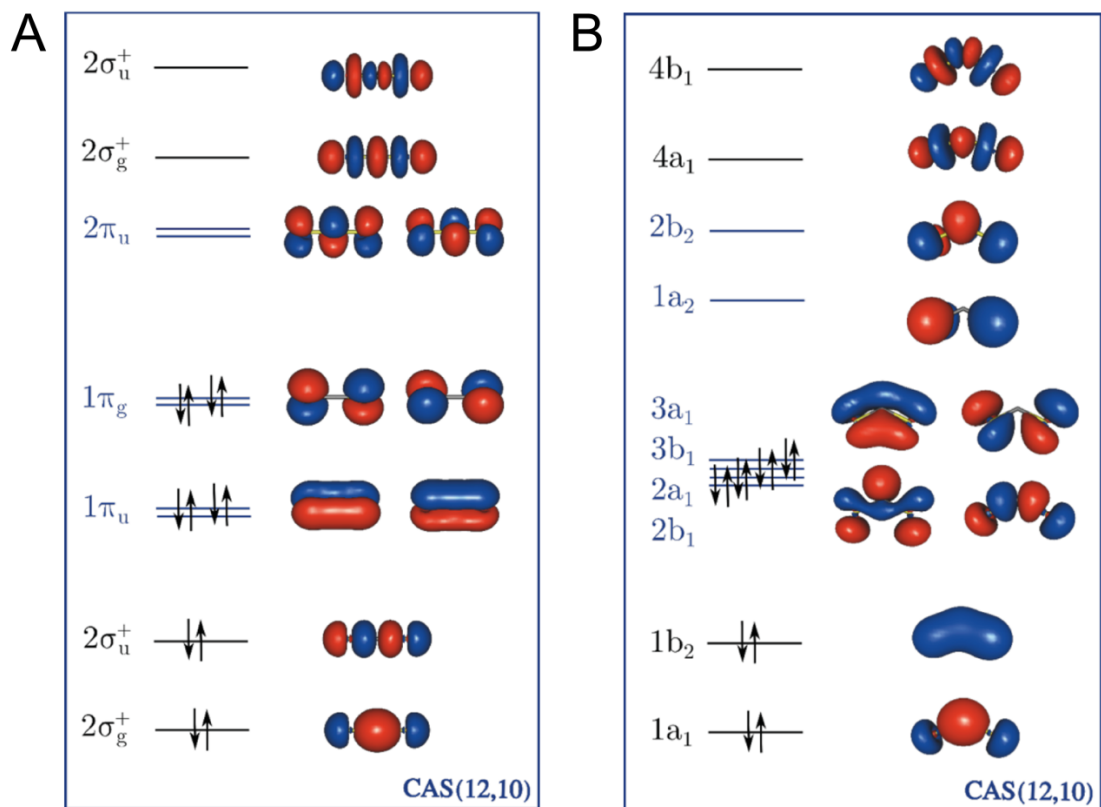 A
2σ⁺ᵤ
2σ⁺g
2πᵤ
1πg
1πᵤ
2σ⁺ᵤ
2σ⁺g
CAS(12,10)
B
4b₁
4a₁
2b₂
1a₂
3a₁
3b₁
2a₁
2b₁
1b₂
1a₁
CAS(12,10)